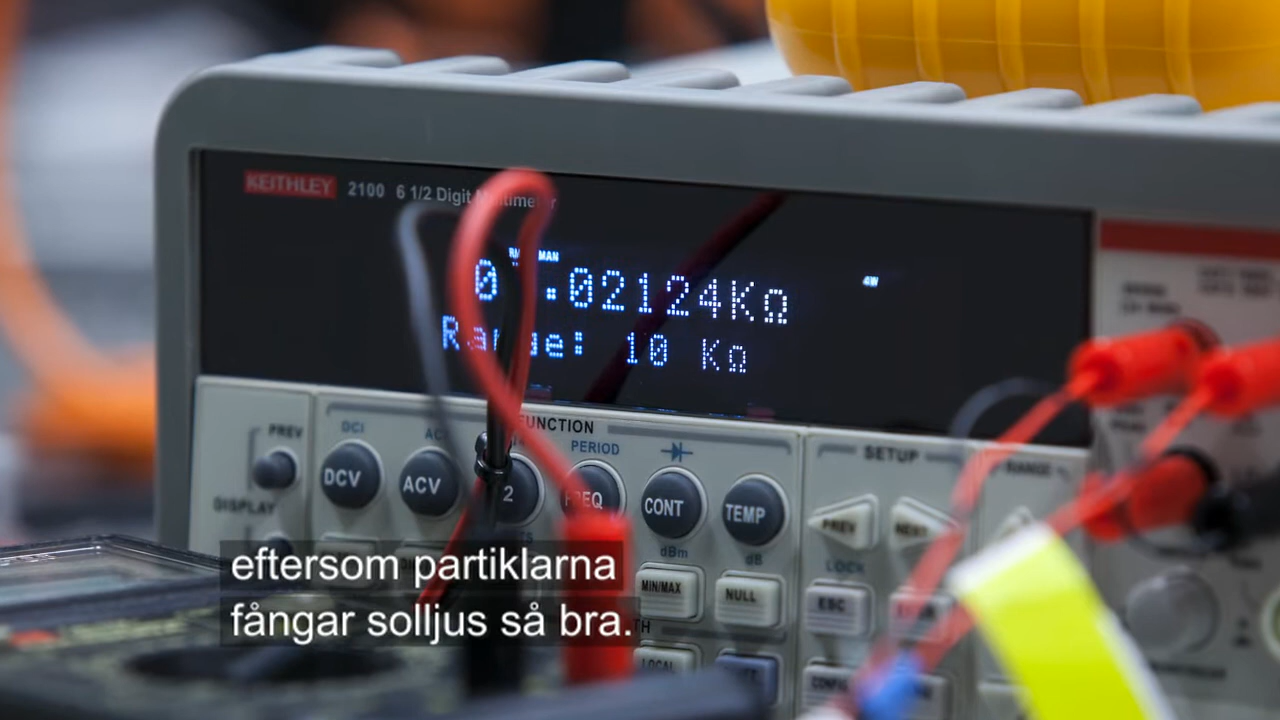 KEITHLEY 2100 6 1/2 Digit
MAN
4W
.02124KΩ
10 KΩ
FUNCTION
PREV
DCI
PERIOD
SETUP
RANGE
DCV
ACV
2
FREQ
CONT
TEMP
PREV
NEXT
DISPLAY
dBm
dB
LOCK
MIN/MAX
NULL
ESC
LOCAL
eftersom partiklarna
fångar solljus så bra.